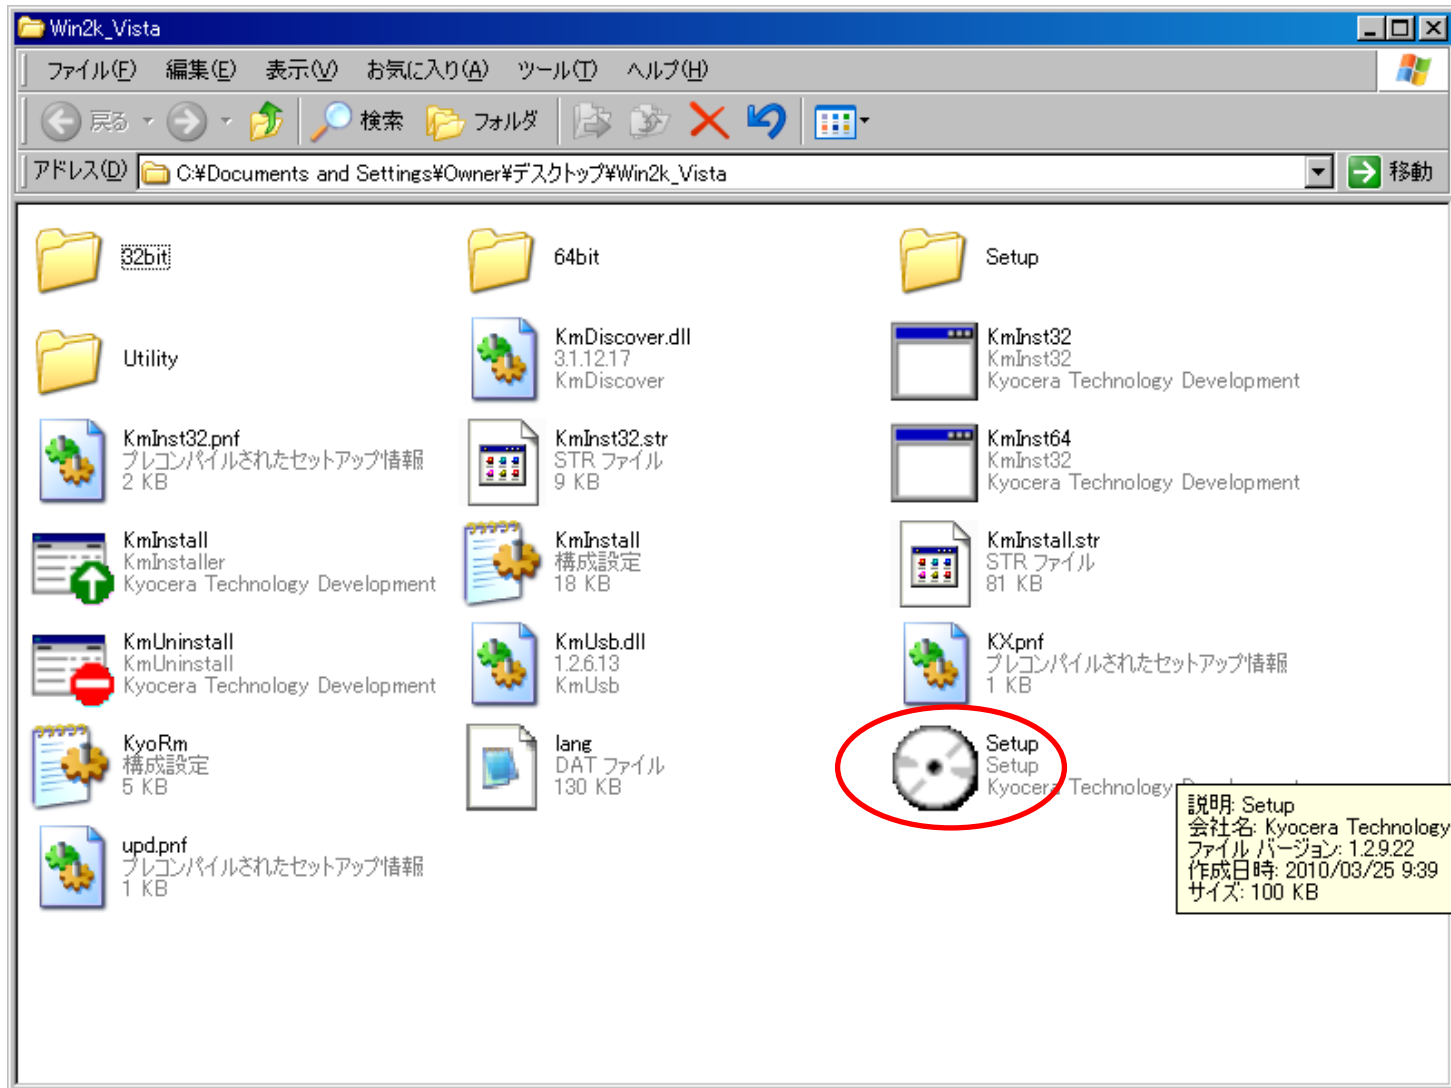 Win2k_Vista
ファイル(F) 編集(E) 表示(V) お気に入り(A) ツール(T) ヘルプ(H)
戻る 検索 フォルダ
アドレス(D) C:¥Documents and Settings¥Owner¥デスクトップ¥Win2k_Vista 移動
32bit
64bit
Setup
Utility
KmDiscover.dll
3.1.12.17
KmDiscover
KmInst32
KmInst32
Kyocera Technology Development
KmInst32.pnf
プレコンパイルされたセットアップ情報
2 KB
KmInst32.str
STR ファイル
9 KB
KmInst64
KmInst32
Kyocera Technology Development
KmInstall
KmInstaller
Kyocera Technology Development
KmInstall
構成設定
18 KB
KmInstall.str
STR ファイル
81 KB
KmUninstall
KmUninstall
Kyocera Technology Development
KmUsb.dll
1.2.6.13
KmUsb
KX.pnf
プレコンパイルされたセットアップ情報
1 KB
KyoRm
構成設定
5 KB
lang
DAT ファイル
130 KB
Setup
Setup
Kyocera Technology
説明: Setup
会社名: Kyocera Technology
ファイル バージョン: 1.2.9.22
作成日時: 2010/03/25 9:39
サイズ: 100 KB
upd.pnf
プレコンパイルされたセットアップ情報
1 KB